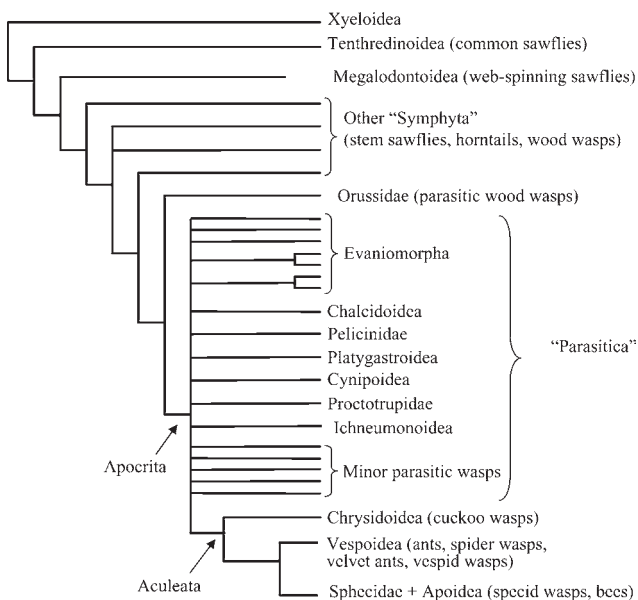 Xyeloidea
Tenthredinoidea (common sawflies)
Megalodontoidea (web-spinning sawflies)
Other “Symphyta”
(stem sawflies, horntails, wood wasps)
Orussidae (parasitic wood wasps)
Evaniomorpha
Chalcidoidea
Pelicinidae
“Parasitica”
Platygastroidea
Cynipoidea
Proctotrupidae
Ichneumonoidea
Apocrita
Minor parasitic wasps
Chrysidoidea (cuckoo wasps)
Vespoidea (ants, spider wasps,
velvet ants, vespid wasps)
Aculeata
Sphecidae + Apoidea (specid wasps, bees)